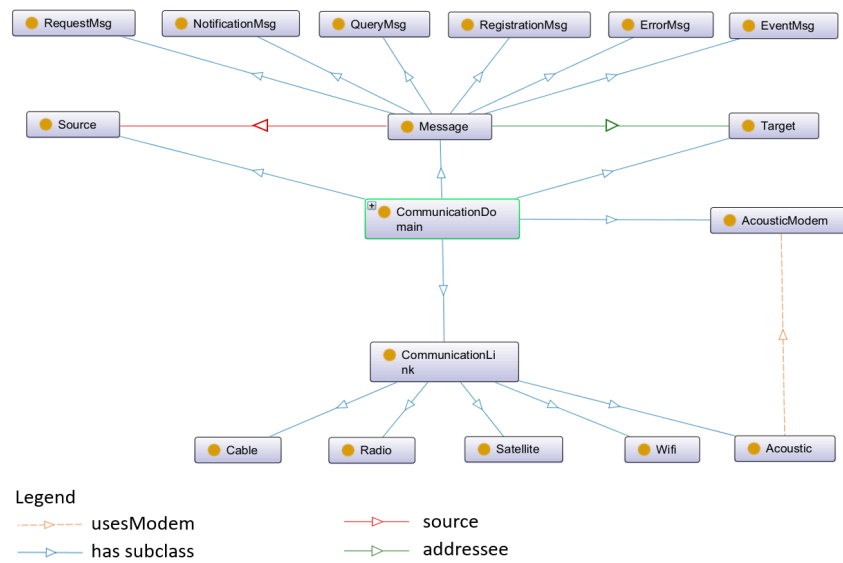 RequestMsg
NotificationMsg
QueryMsg
RegistrationMsg
ErrorMsg
EventMsg
Source
Message
Target
CommunicationDo
main
AcousticModem
CommunicationLi
nk
Cable
Radio
Satellite
Wifi
Acoustic
Legend
usesModem
source
has subclass
addressee